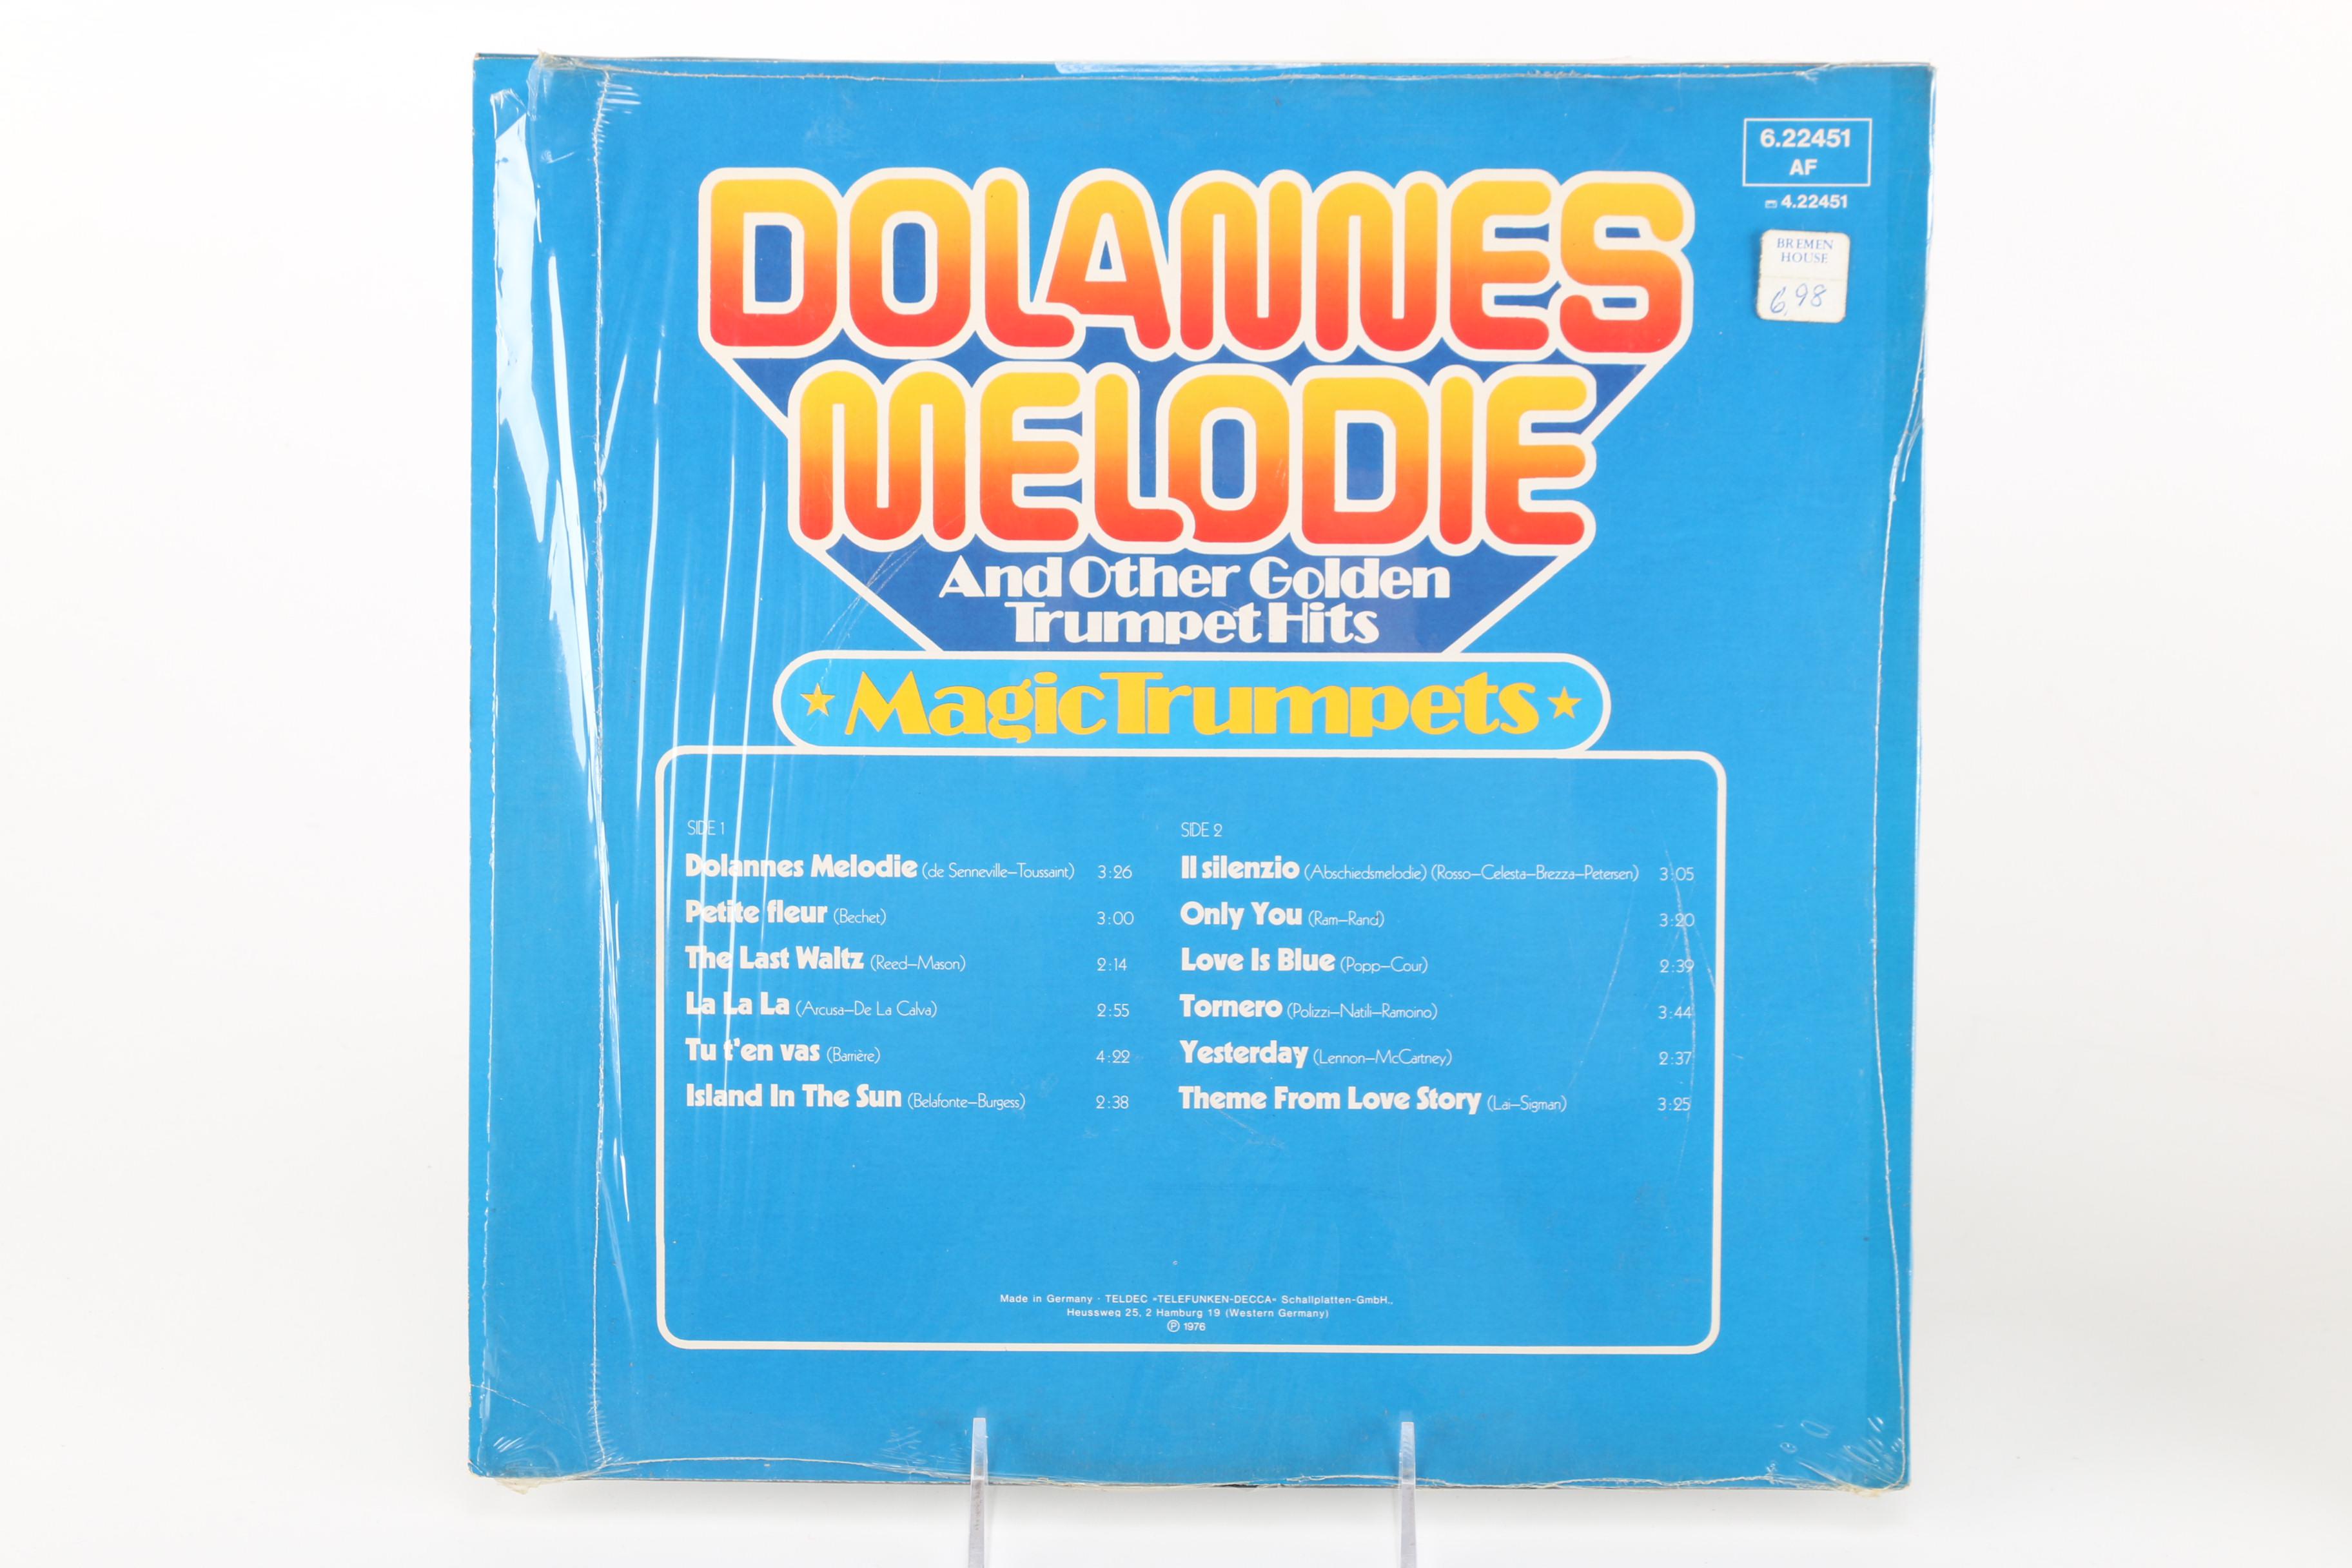 6.22451
AF
4.22451
BREMEN
HOUSE
6,98
DOLANNES
MELODIE
And Other Golden
Trumpet Hits
★ Magic Trumpets ★
SIDE 1
Dolannes Melodie (de Senneville–Toussaint) 3:26
Petite fleur (Bechet) 3:00
The Last Waltz (Reed–Mason) 2:14
La La La (Arcusa–De La Calva) 2:55
Tu t'en vas (Barrière) 4:22
Island In The Sun (Belafonte–Burgess) 2:38
SIDE 2
Il silenzio (Abschiedsmelodie) (Rosso–Celesta–Brezza–Petersen) 3:05
Only You (Ram–Rand) 3:20
Love Is Blue (Popp–Cour) 2:39
Tornero (Polizzi–Natili–Ramoino) 3:44
Yesterday (Lennon–McCartney) 2:37
Theme From Love Story (Lai–Sigman) 3:25
Made in Germany · TELDEC »TELEFUNKEN-DECCA« Schallplatten-GmbH.,
Heussweg 25, 2 Hamburg 19 (Western Germany)
℗ 1976